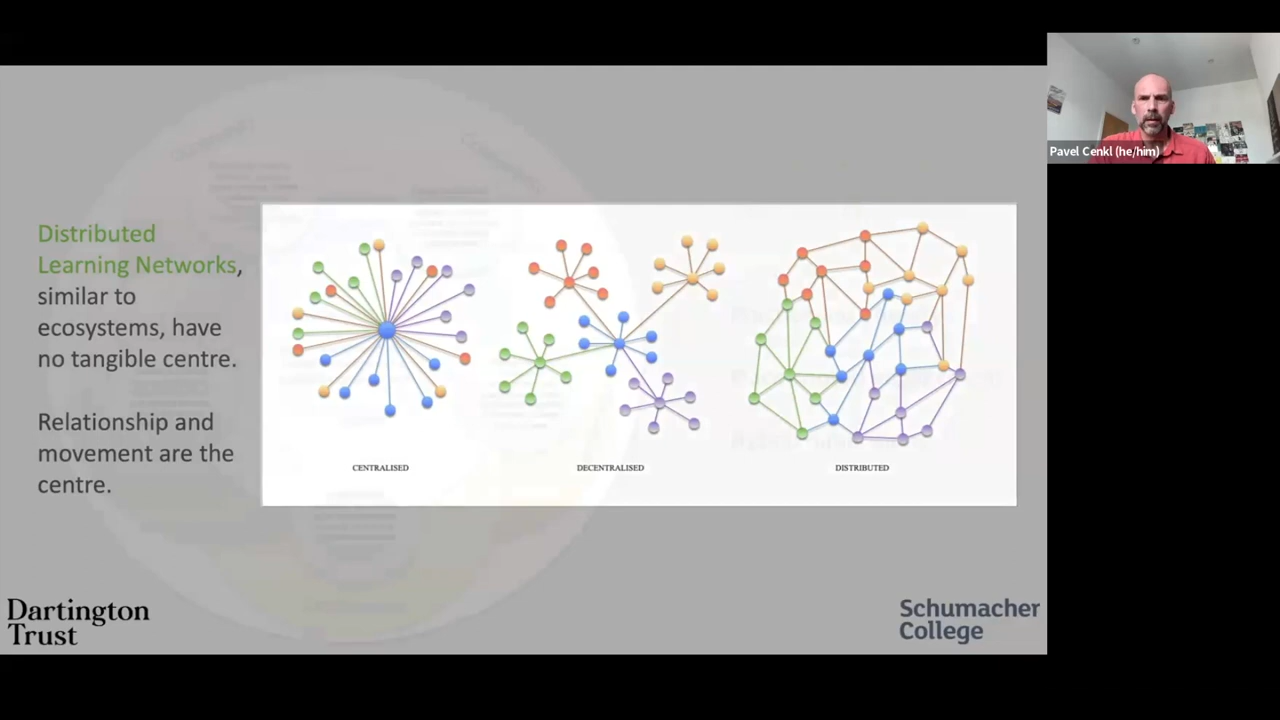 Distributed
Learning Networks,
similar to
ecosystems, have
no tangible centre.
Relationship and
movement are the
centre.
CENTRALISED
DECENTRALISED
DISTRIBUTED
Dartington
Trust
Schumacher
College
Pavel Cenkl (he/him)